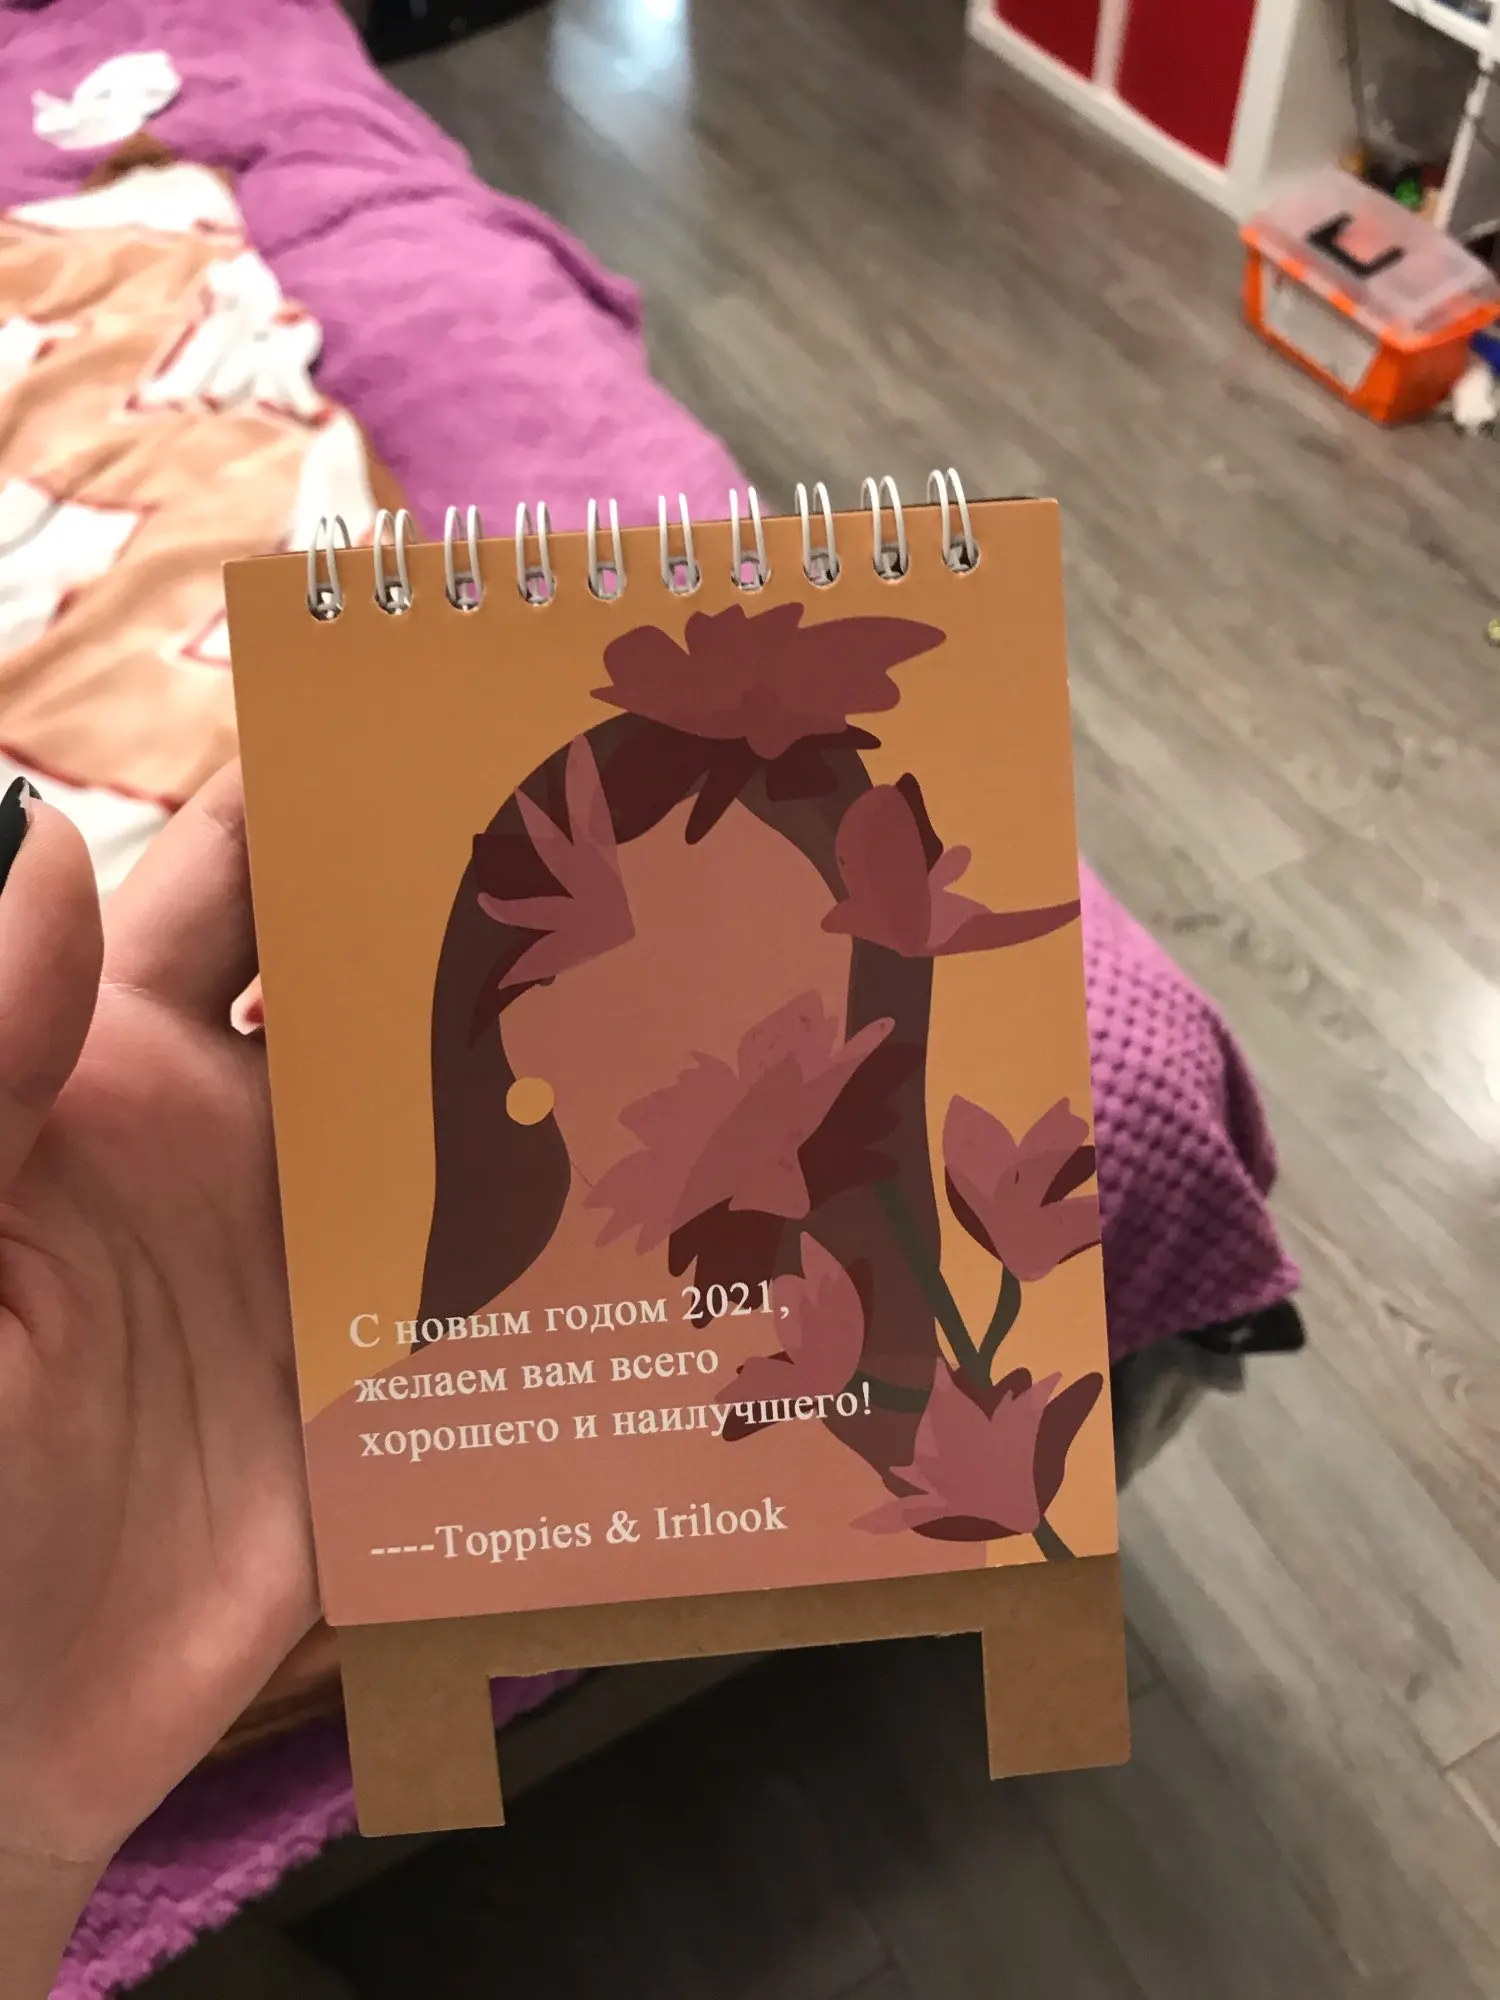 С новым годом 2021,
желаем вам всего
хорошего и наилучшего!
----Toppies & Irilook